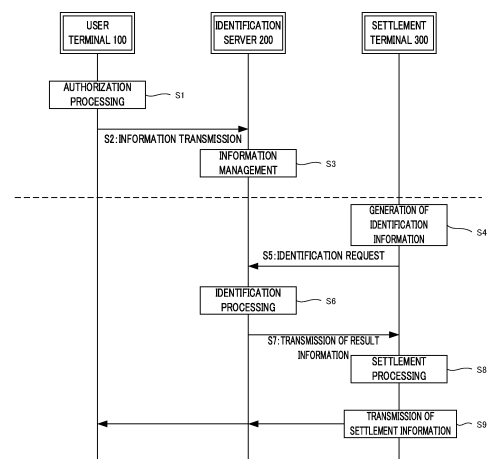 USER
TERMINAL 100
IDENTIFICATION
SERVER 200
SETTLEMENT
TERMINAL 300
AUTHORIZATION
PROCESSING
S1
S2:INFORMATION TRANSMISSION
INFORMATION
MANAGEMENT
S3
GENERATION OF
IDENTIFICATION
INFORMATION
S4
S5:IDENTIFICATION REQUEST
IDENTIFICATION
PROCESSING
S6
S7:TRANSMISSION OF RESULT
INFORMATION
SETTLEMENT
PROCESSING
S8
TRANSMISSION OF
SETTLEMENT INFORMATION
S9